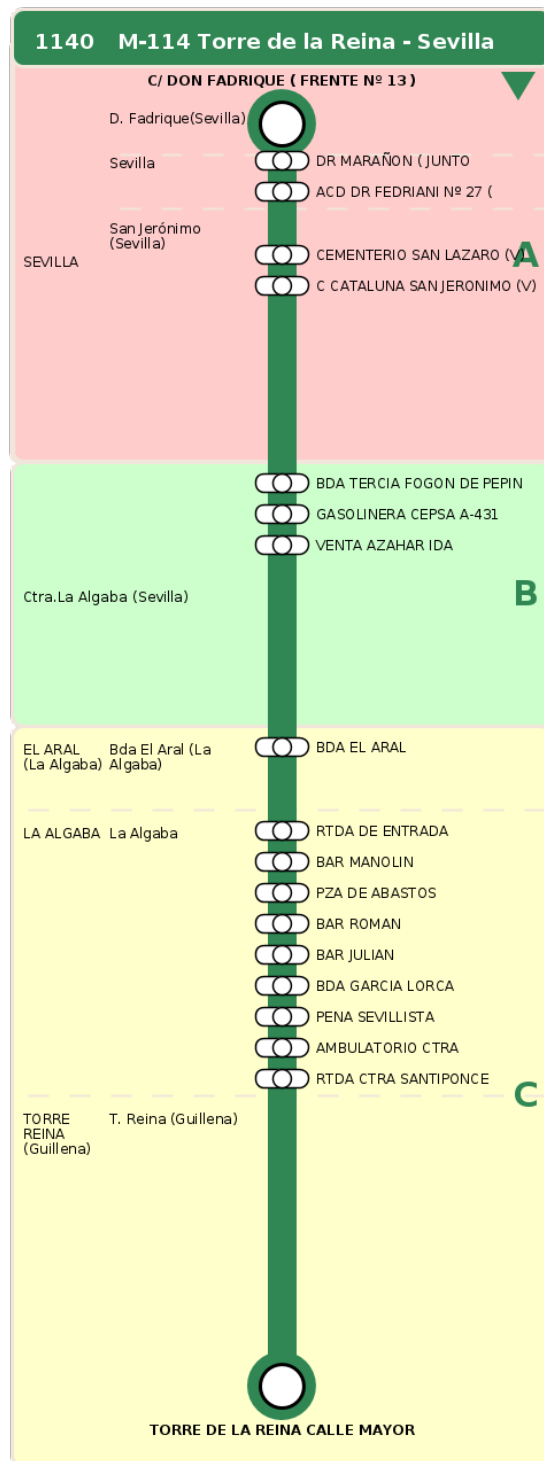 1140 M-114 Torre de la Reina - Sevilla
C/ DON FADRIQUE ( FRENTE Nº 13 )
D. Fadrique(Sevilla)
Sevilla
DR MARAÑON ( JUNTO
ACD DR FEDRIANI Nº 27 (
San Jerónimo
(Sevilla)
SEVILLA
CEMENTERIO SAN LAZARO (V)
A
C CATALUNA SAN JERONIMO (V)
BDA TERCIA FOGON DE PEPIN
GASOLINERA CEPSA A-431
VENTA AZAHAR IDA
Ctra.La Algaba (Sevilla)
B
EL ARAL
(La Algaba)
Bda El Aral (La
Algaba)
BDA EL ARAL
LA ALGABA
La Algaba
RTDA DE ENTRADA
BAR MANOLIN
PZA DE ABASTOS
BAR ROMAN
BAR JULIAN
BDA GARCIA LORCA
PENA SEVILLISTA
AMBULATORIO CTRA
RTDA CTRA SANTIPONCE
C
TORRE
REINA
(Guillena)
T. Reina (Guillena)
TORRE DE LA REINA CALLE MAYOR